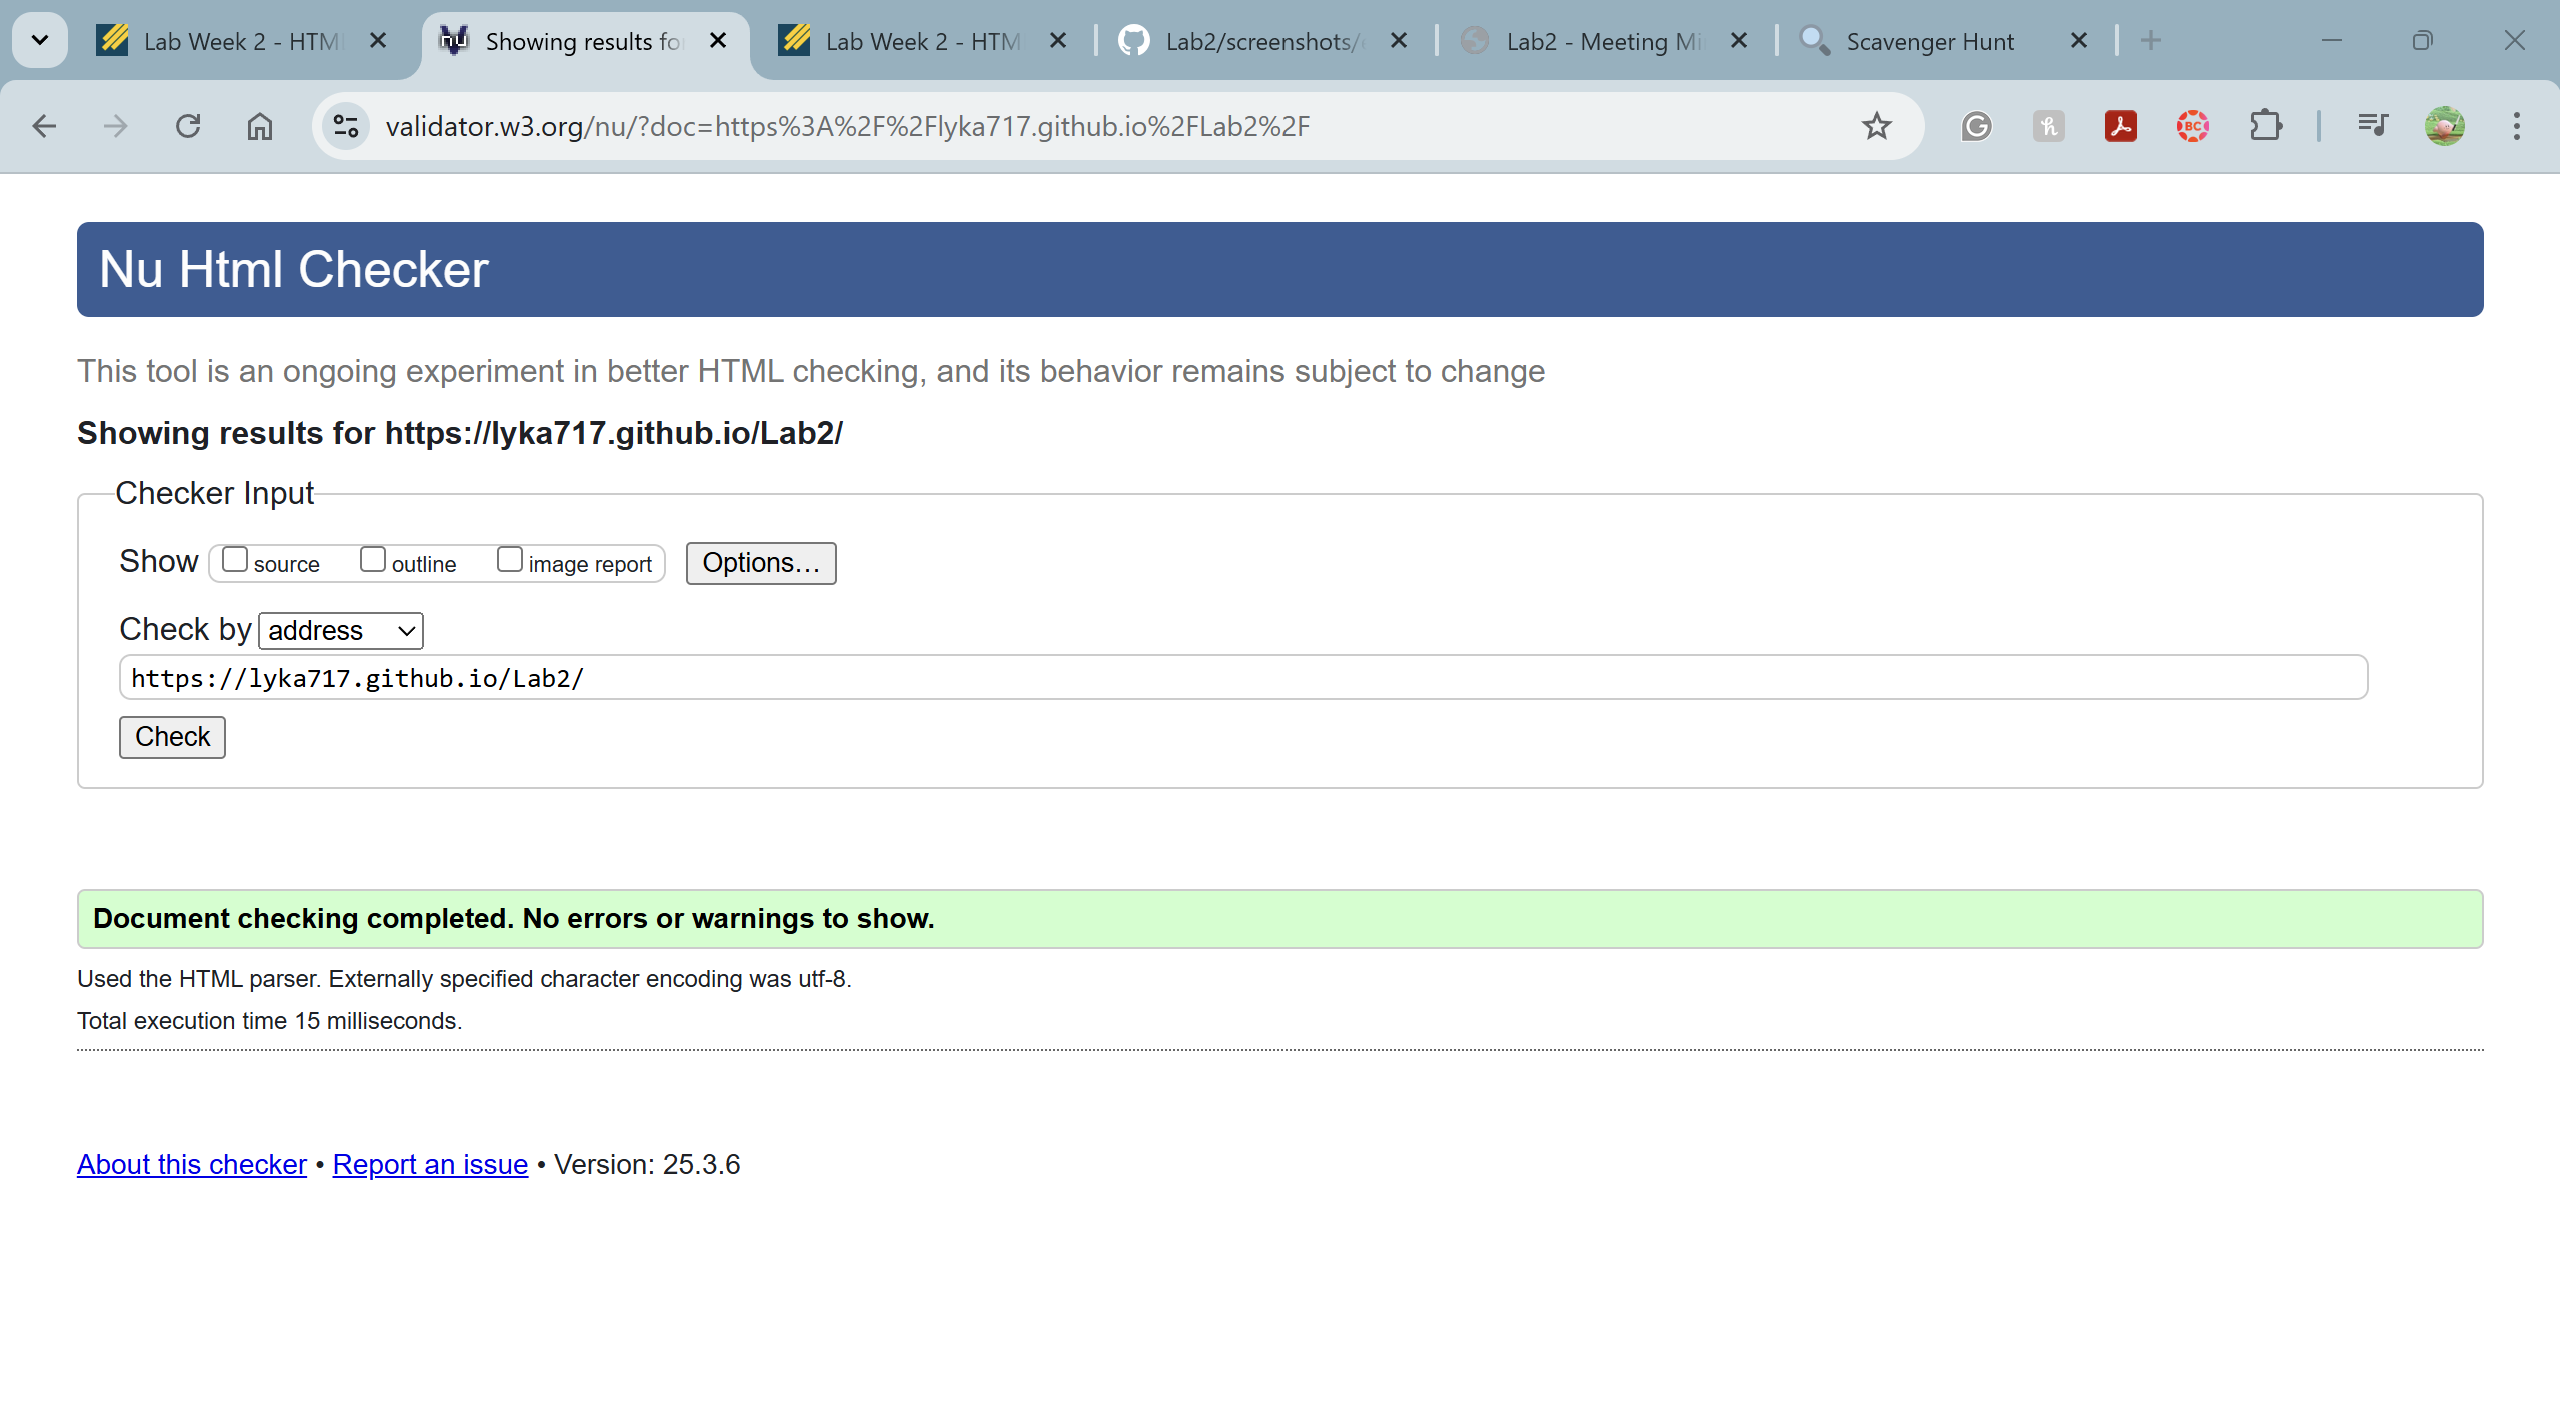 Lab Week 2 - HTM
Showing results fo
Lab Week 2 - HTM
Lab2/screenshots/
Lab2 - Meeting Mi
Scavenger Hunt
validator.w3.org/nu/?doc=https%3A%2F%2Flyka717.github.io%2FLab2%2F
Nu Html Checker
This tool is an ongoing experiment in better HTML checking, and its behavior remains subject to change
Showing results for https://lyka717.github.io/Lab2/
Checker Input
Show source outline image report Options...
Check by address
https://lyka717.github.io/Lab2/
Check
Document checking completed. No errors or warnings to show.
Used the HTML parser. Externally specified character encoding was utf-8.
Total execution time 15 milliseconds.
About this checker • Report an issue • Version: 25.3.6